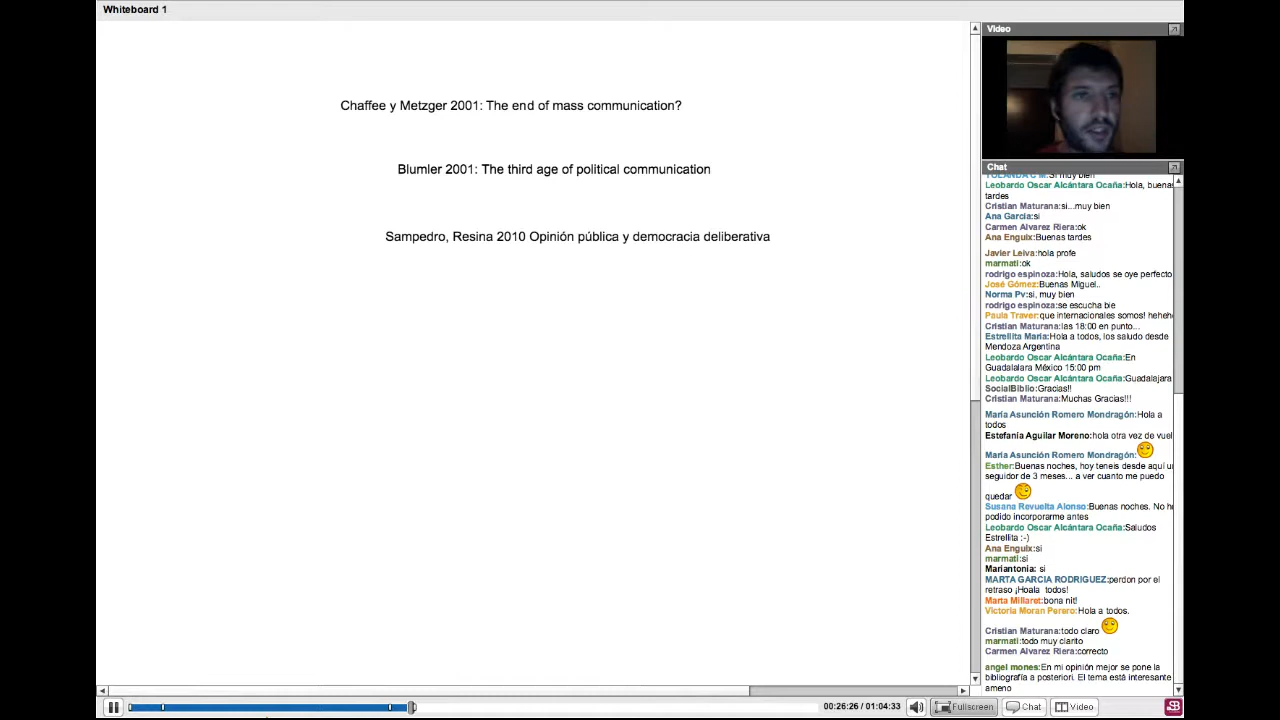 Whiteboard 1
Chaffee y Metzger 2001: The end of mass communication?
Blumler 2001: The third age of political communication
Sampedro, Resina 2010 Opinión pública y democracia deliberativa
Video
Chat
YOLANDA C M:Si muy bien
Leobardo Oscar Alcántara Ocaña:Hola, buenas
tardes
Cristian Maturana:si...muy bien
Ana Garcia:si
Carmen Alvarez Riera:ok
Ana Enguix:Buenas tardes
Javier Leiva:hola profe
marmati:ok
rodrigo espinoza:Hola, saludos se oye perfecto
José Gómez:Buenas Miguel..
Norma Pv:si, muy bien
rodrigo espinoza:se escucha bie
Paula Traver:que internacionales somos! heheh
Cristian Maturana:las 18:00 en punto...
Estrellita María:Hola a todos, los saludo desde
Mendoza Argentina
Leobardo Oscar Alcántara Ocaña:En
Guadalalara México 15:00 pm
Leobardo Oscar Alcántara Ocaña:Guadalajara
SocialBiblio:Gracias!!
Cristian Maturana:Muchas Gracias!!!
María Asunción Romero Mondragón:Hola a
todos
Estefanía Aguilar Moreno:hola otra vez de vuel
María Asunción Romero Mondragón:
Esther:Buenas noches, hoy teneis desde aquí un
seguidor de 3 meses... a ver cuanto me puedo
quedar
Susana Revuelta Alonso:Buenas noches. No he
podido incorporarme antes
Leobardo Oscar Alcántara Ocaña:Saludos
Estrellita :-)
Ana Enguix:si
marmati:si
Mariantonia: si
MARTA GARCIA RODRIGUEZ:perdon por el
retraso ¡Hoala todos!
Marta Millaret:bona nit!
Victoria Moran Perero:Hola a todos.
Cristian Maturana:todo claro
marmati:todo muy clarito
Carmen Alvarez Riera:correcto
angel mones:En mi opinión mejor se pone la
bibliografía a posteriori. El tema está interesante
ameno
00:26:26 / 01:04:33
Fullscreen
Chat
Video
SB